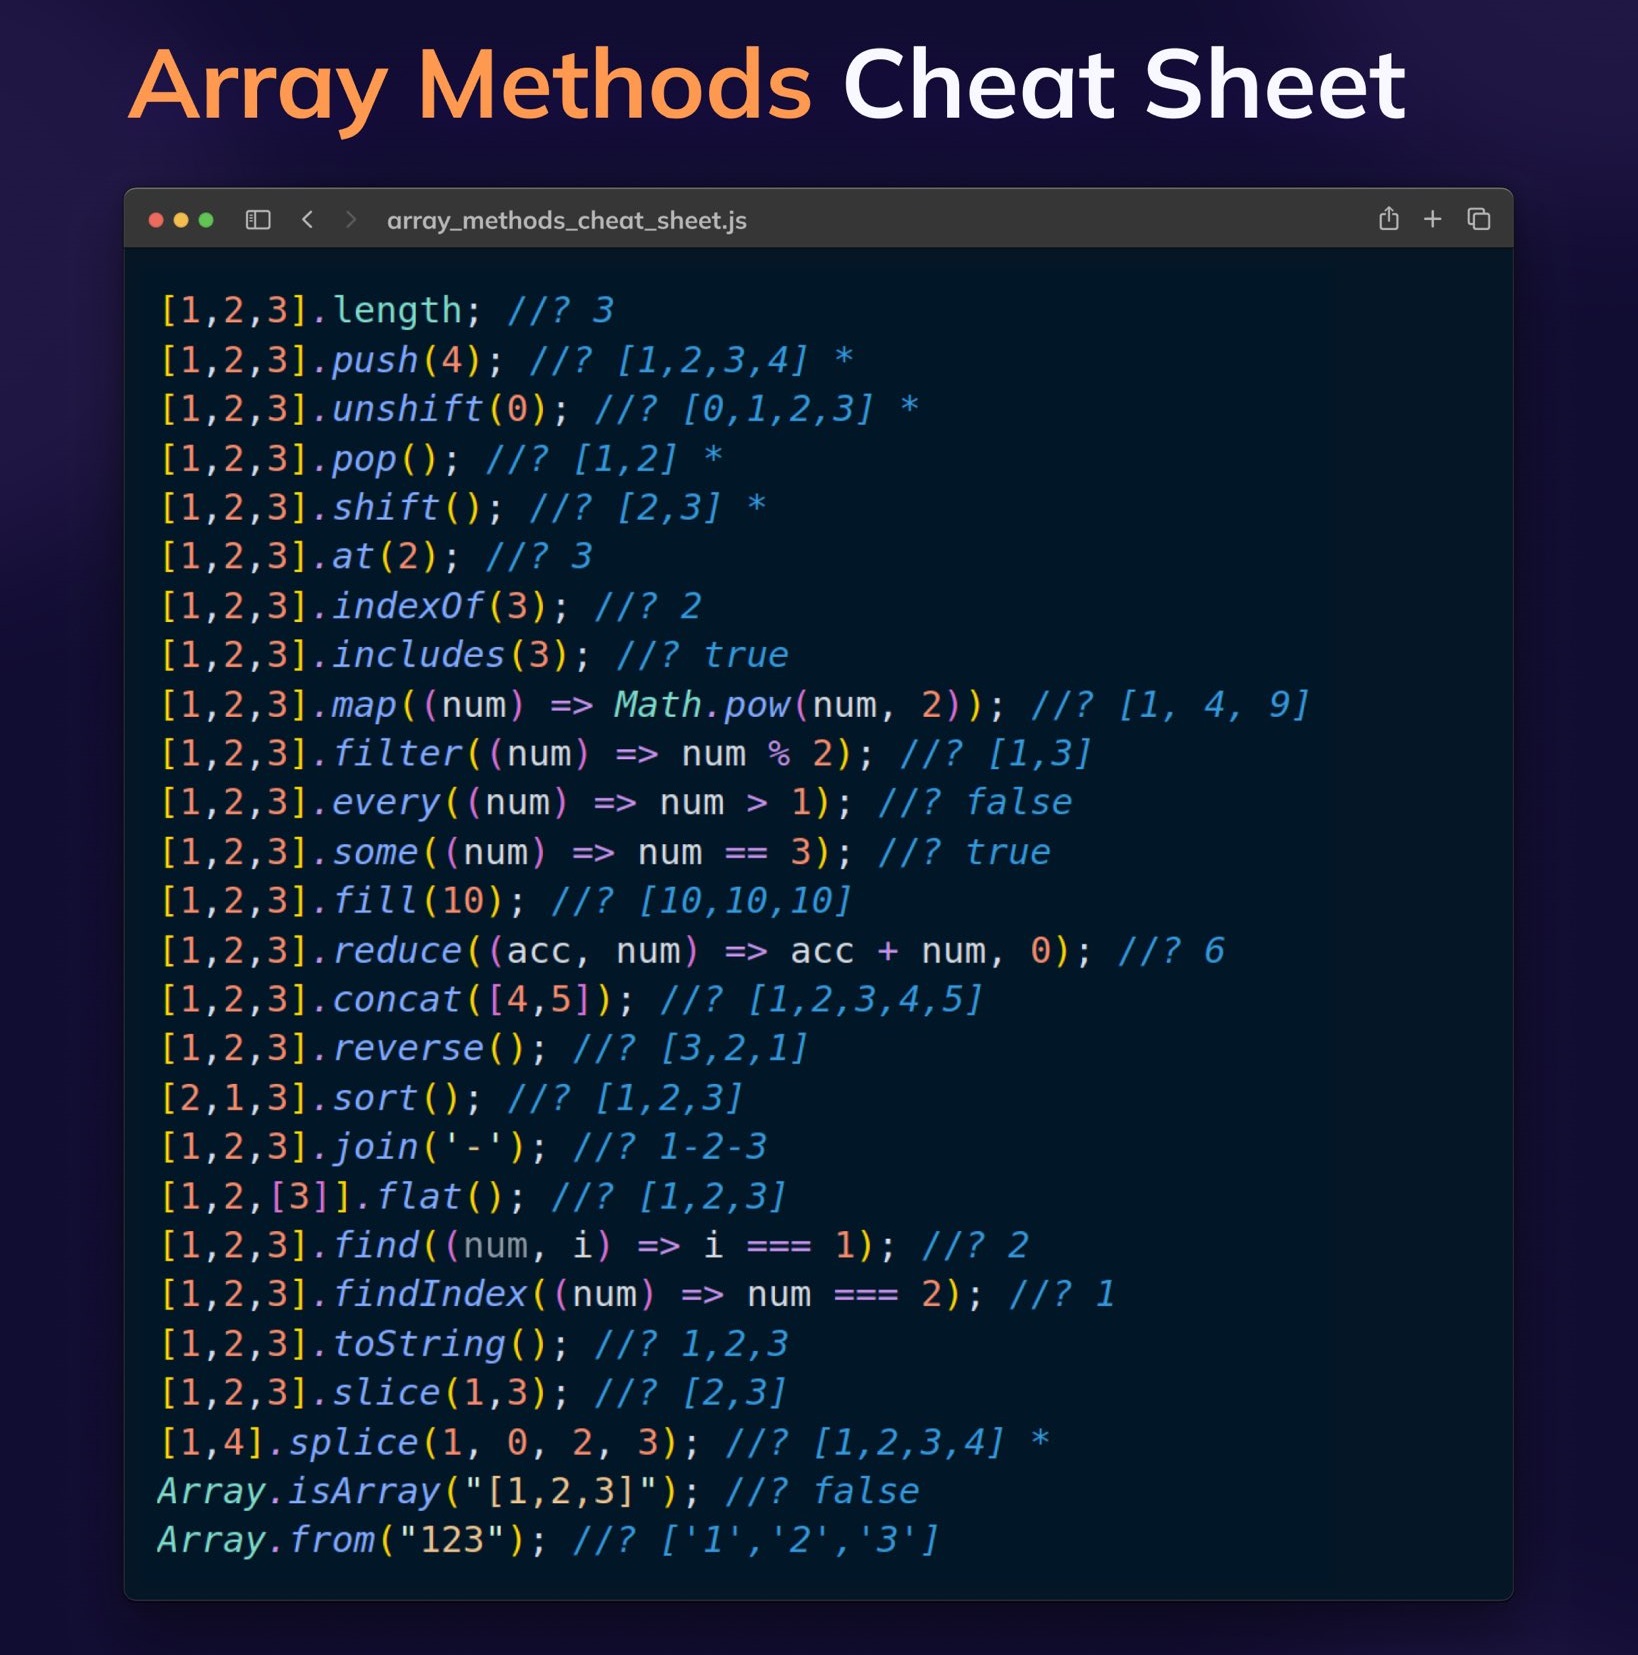 Array Methods Cheat Sheet
array_methods_cheat_sheet.js
[1,2,3].length; //? 3
[1,2,3].push(4); //? [1,2,3,4] *
[1,2,3].unshift(0); //? [0,1,2,3] *
[1,2,3].pop(); //? [1,2] *
[1,2,3].shift(); //? [2,3] *
[1,2,3].at(2); //? 3
[1,2,3].indexOf(3); //? 2
[1,2,3].includes(3); //? true
[1,2,3].map((num) => Math.pow(num, 2)); //? [1, 4, 9]
[1,2,3].filter((num) => num % 2); //? [1,3]
[1,2,3].every((num) => num > 1); //? false
[1,2,3].some((num) => num == 3); //? true
[1,2,3].fill(10); //? [10,10,10]
[1,2,3].reduce((acc, num) => acc + num, 0); //? 6
[1,2,3].concat([4,5]); //? [1,2,3,4,5]
[1,2,3].reverse(); //? [3,2,1]
[2,1,3].sort(); //? [1,2,3]
[1,2,3].join('-'); //? 1-2-3
[1,2,[3]].flat(); //? [1,2,3]
[1,2,3].find((num, i) => i === 1); //? 2
[1,2,3].findIndex((num) => num === 2); //? 1
[1,2,3].toString(); //? 1,2,3
[1,2,3].slice(1,3); //? [2,3]
[1,4].splice(1, 0, 2, 3); //? [1,2,3,4] *
Array.isArray("[1,2,3]"); //? false
Array.from("123"); //? ['1','2','3']